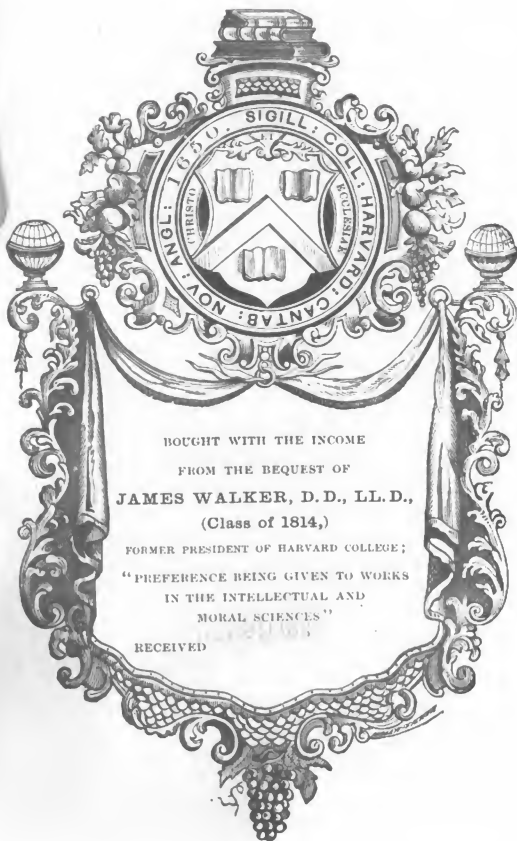 SIGILL: COLL: HARVARD: CANTAB: NOV: ANGL: 1650.
CHRISTO
ET
ECCLESIAE
BOUGHT WITH THE INCOME
FROM THE BEQUEST OF
JAMES WALKER, D.D., LL.D.,
(Class of 1814,)
FORMER PRESIDENT OF HARVARD COLLEGE;
"PREFERENCE BEING GIVEN TO WORKS
IN THE INTELLECTUAL AND
MORAL SCIENCES"
RECEIVED